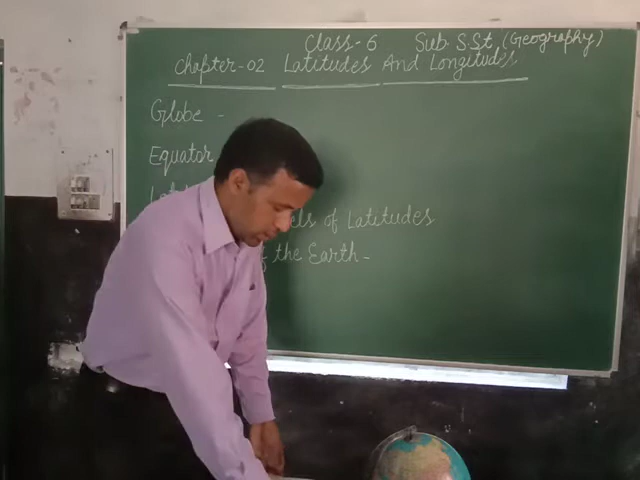 Class-6 Sub S.St (Geography)
Chapter-02 Latitudes And Longitudes
Globe -
Equator
of Latitudes
the Earth-